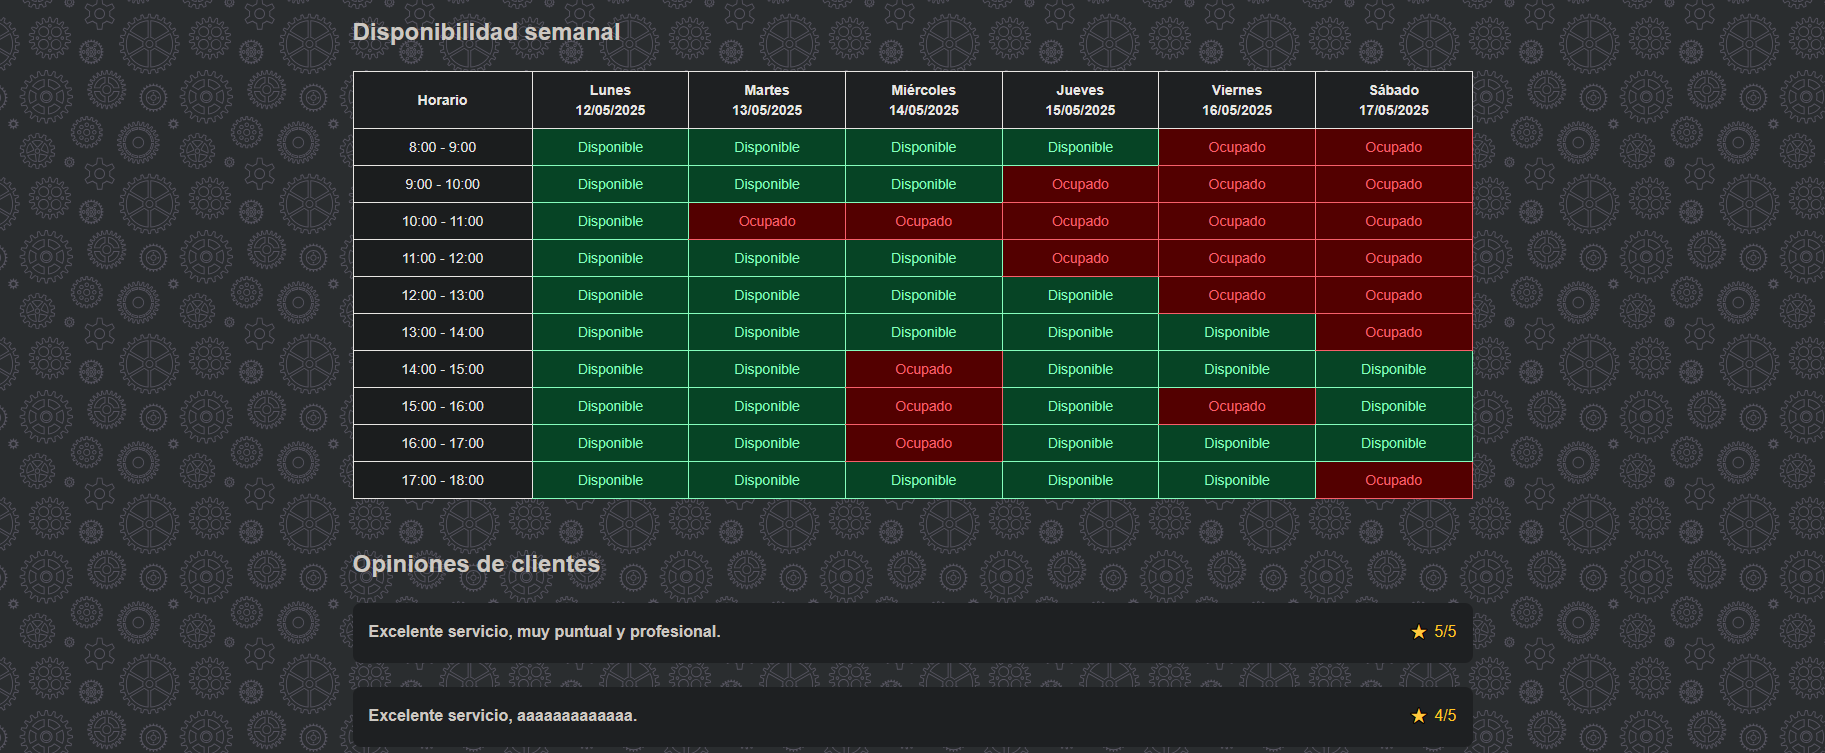 Disponibilidad semanal
Horario Lunes 12/05/2025 Martes 13/05/2025 Miércoles 14/05/2025 Jueves 15/05/2025 Viernes 16/05/2025 Sábado 17/05/2025
8:00 - 9:00 Disponible Disponible Disponible Disponible Ocupado Ocupado
9:00 - 10:00 Disponible Disponible Disponible Ocupado Ocupado Ocupado
10:00 - 11:00 Disponible Ocupado Ocupado Ocupado Ocupado Ocupado
11:00 - 12:00 Disponible Disponible Disponible Ocupado Ocupado Ocupado
12:00 - 13:00 Disponible Disponible Disponible Disponible Ocupado Ocupado
13:00 - 14:00 Disponible Disponible Disponible Disponible Disponible Ocupado
14:00 - 15:00 Disponible Disponible Ocupado Disponible Disponible Disponible
15:00 - 16:00 Disponible Disponible Ocupado Disponible Ocupado Disponible
16:00 - 17:00 Disponible Disponible Ocupado Disponible Disponible Disponible
17:00 - 18:00 Disponible Disponible Disponible Disponible Disponible Ocupado
Opiniones de clientes
Excelente servicio, muy puntual y profesional. ★ 5/5
Excelente servicio, aaaaaaaaaaaaa. ★ 4/5